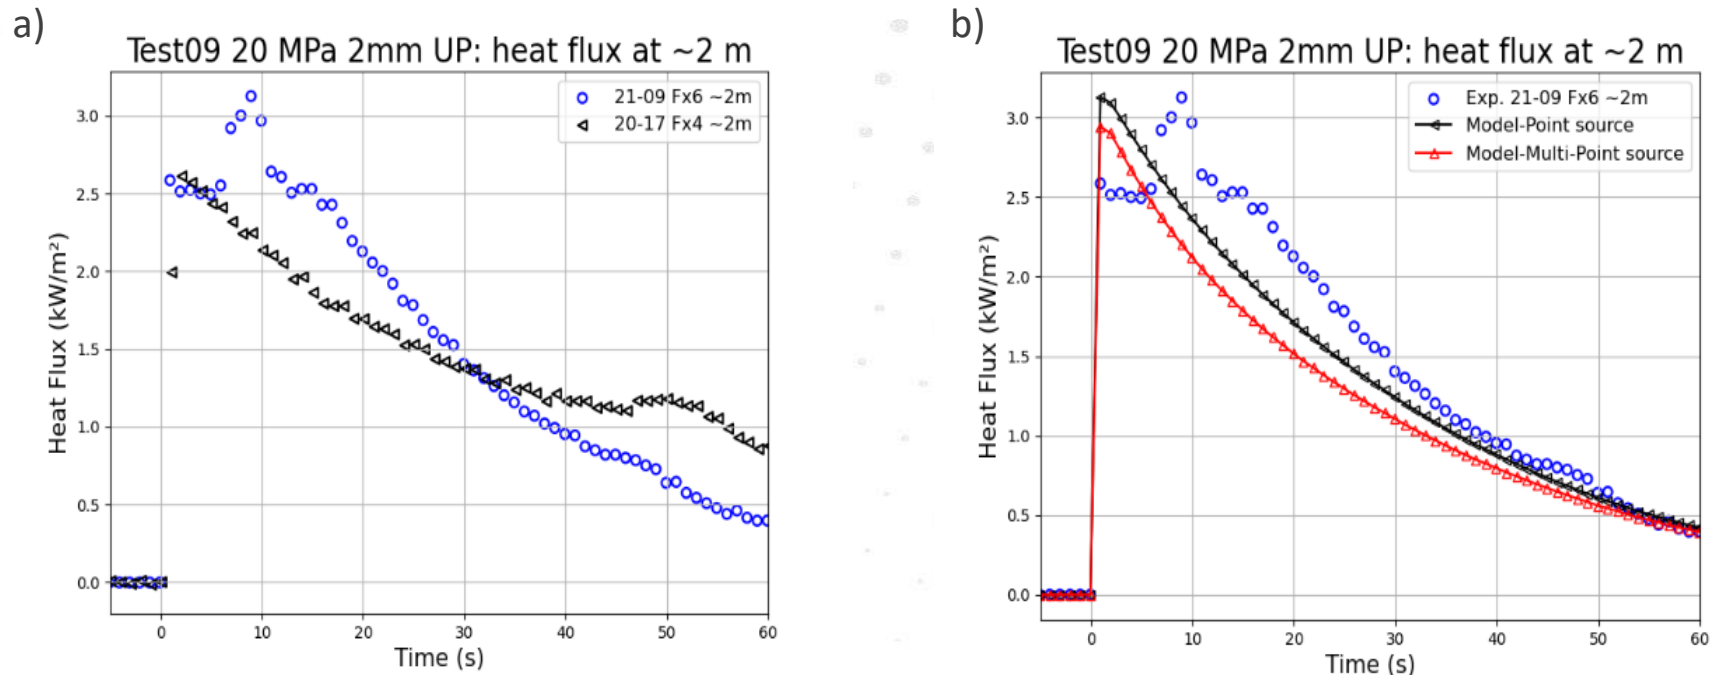 a)
Test09 20 MPa 2mm UP: heat flux at ~2 m
21-09 Fx6 ~2m
20-17 Fx4 ~2m
Heat Flux (kW/m²)
3.0
2.5
2.0
1.5
1.0
0.5
0.0
0 10 20 30 40 50 60
Time (s)
b)
Test09 20 MPa 2mm UP: heat flux at ~2 m
Exp. 21-09 Fx6 ~2m
Model-Point source
Model-Multi-Point source
Heat Flux (kW/m²)
3.0
2.5
2.0
1.5
1.0
0.5
0.0
0 10 20 30 40 50 60
Time (s)